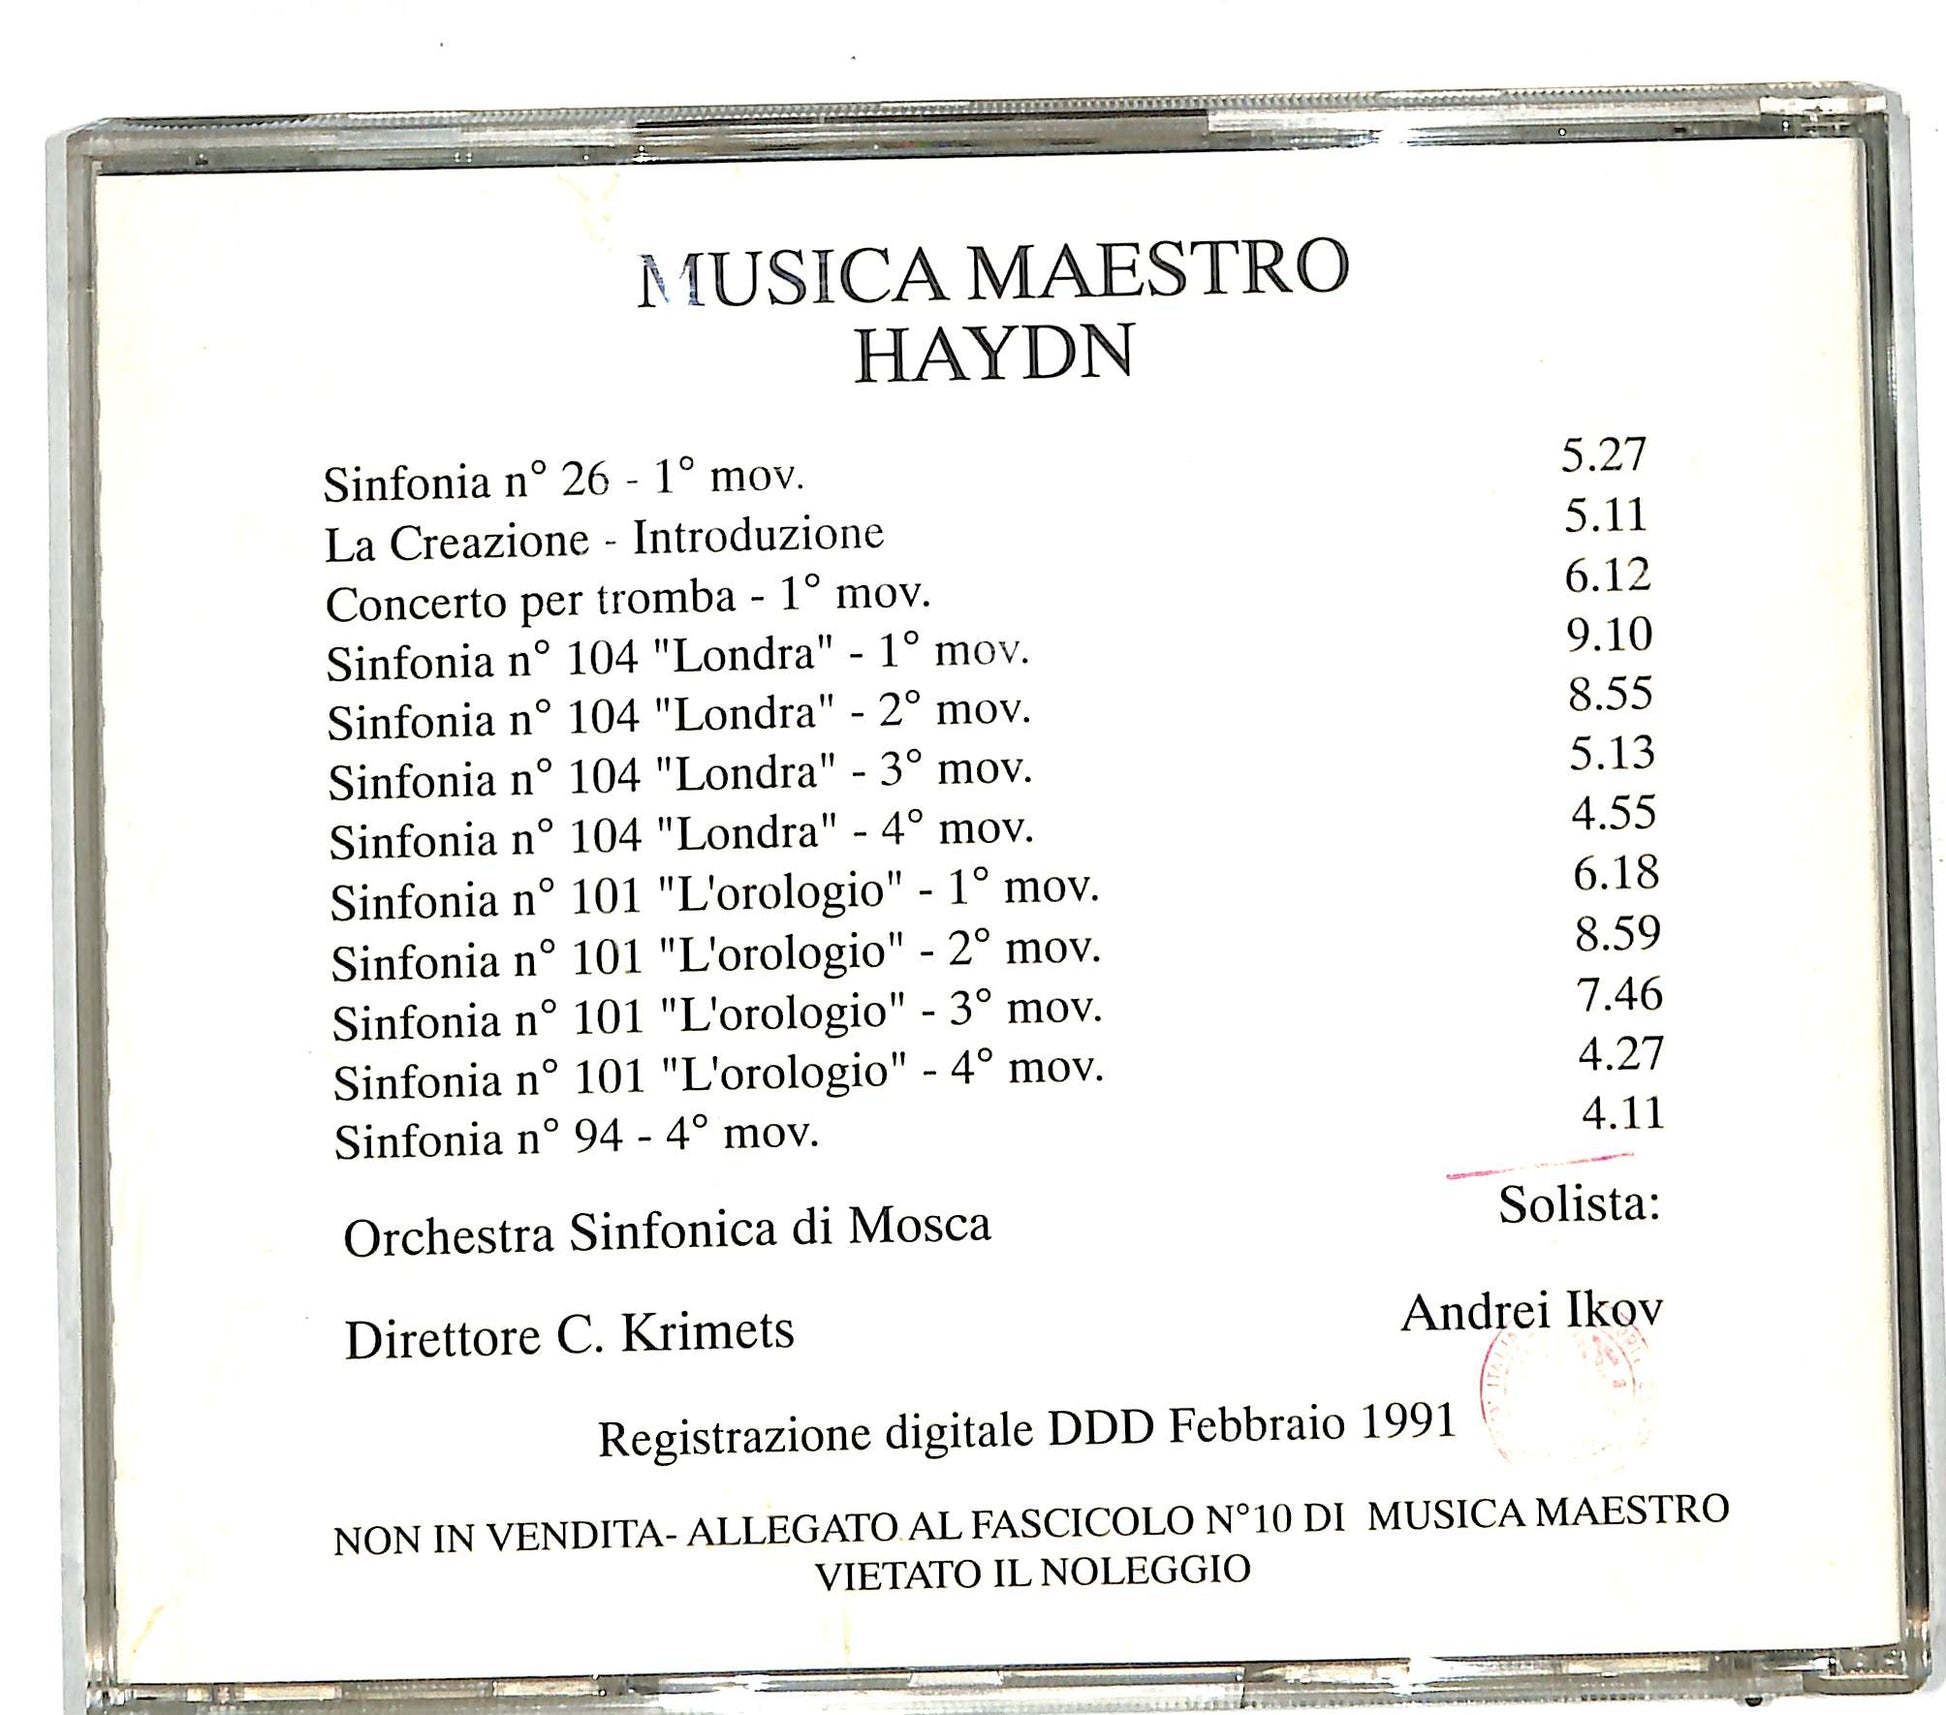 MUSICA MAESTRO
HAYDN
Sinfonia n° 26 - 1° mov. 5.27
La Creazione - Introduzione 5.11
Concerto per tromba - 1° mov. 6.12
Sinfonia n° 104 "Londra" - 1° mov. 9.10
Sinfonia n° 104 "Londra" - 2° mov. 8.55
Sinfonia n° 104 "Londra" - 3° mov. 5.13
Sinfonia n° 104 "Londra" - 4° mov. 4.55
Sinfonia n° 101 "L'orologio" - 1° mov. 6.18
Sinfonia n° 101 "L'orologio" - 2° mov. 8.59
Sinfonia n° 101 "L'orologio" - 3° mov. 7.46
Sinfonia n° 101 "L'orologio" - 4° mov. 4.27
Sinfonia n° 94 - 4° mov. 4.11
Orchestra Sinfonica di Mosca Solista:
Direttore C. Krimets Andrei Ikov
Registrazione digitale DDD Febbraio 1991
NON IN VENDITA- ALLEGATO AL FASCICOLO N°10 DI MUSICA MAESTRO
VIETATO IL NOLEGGIO